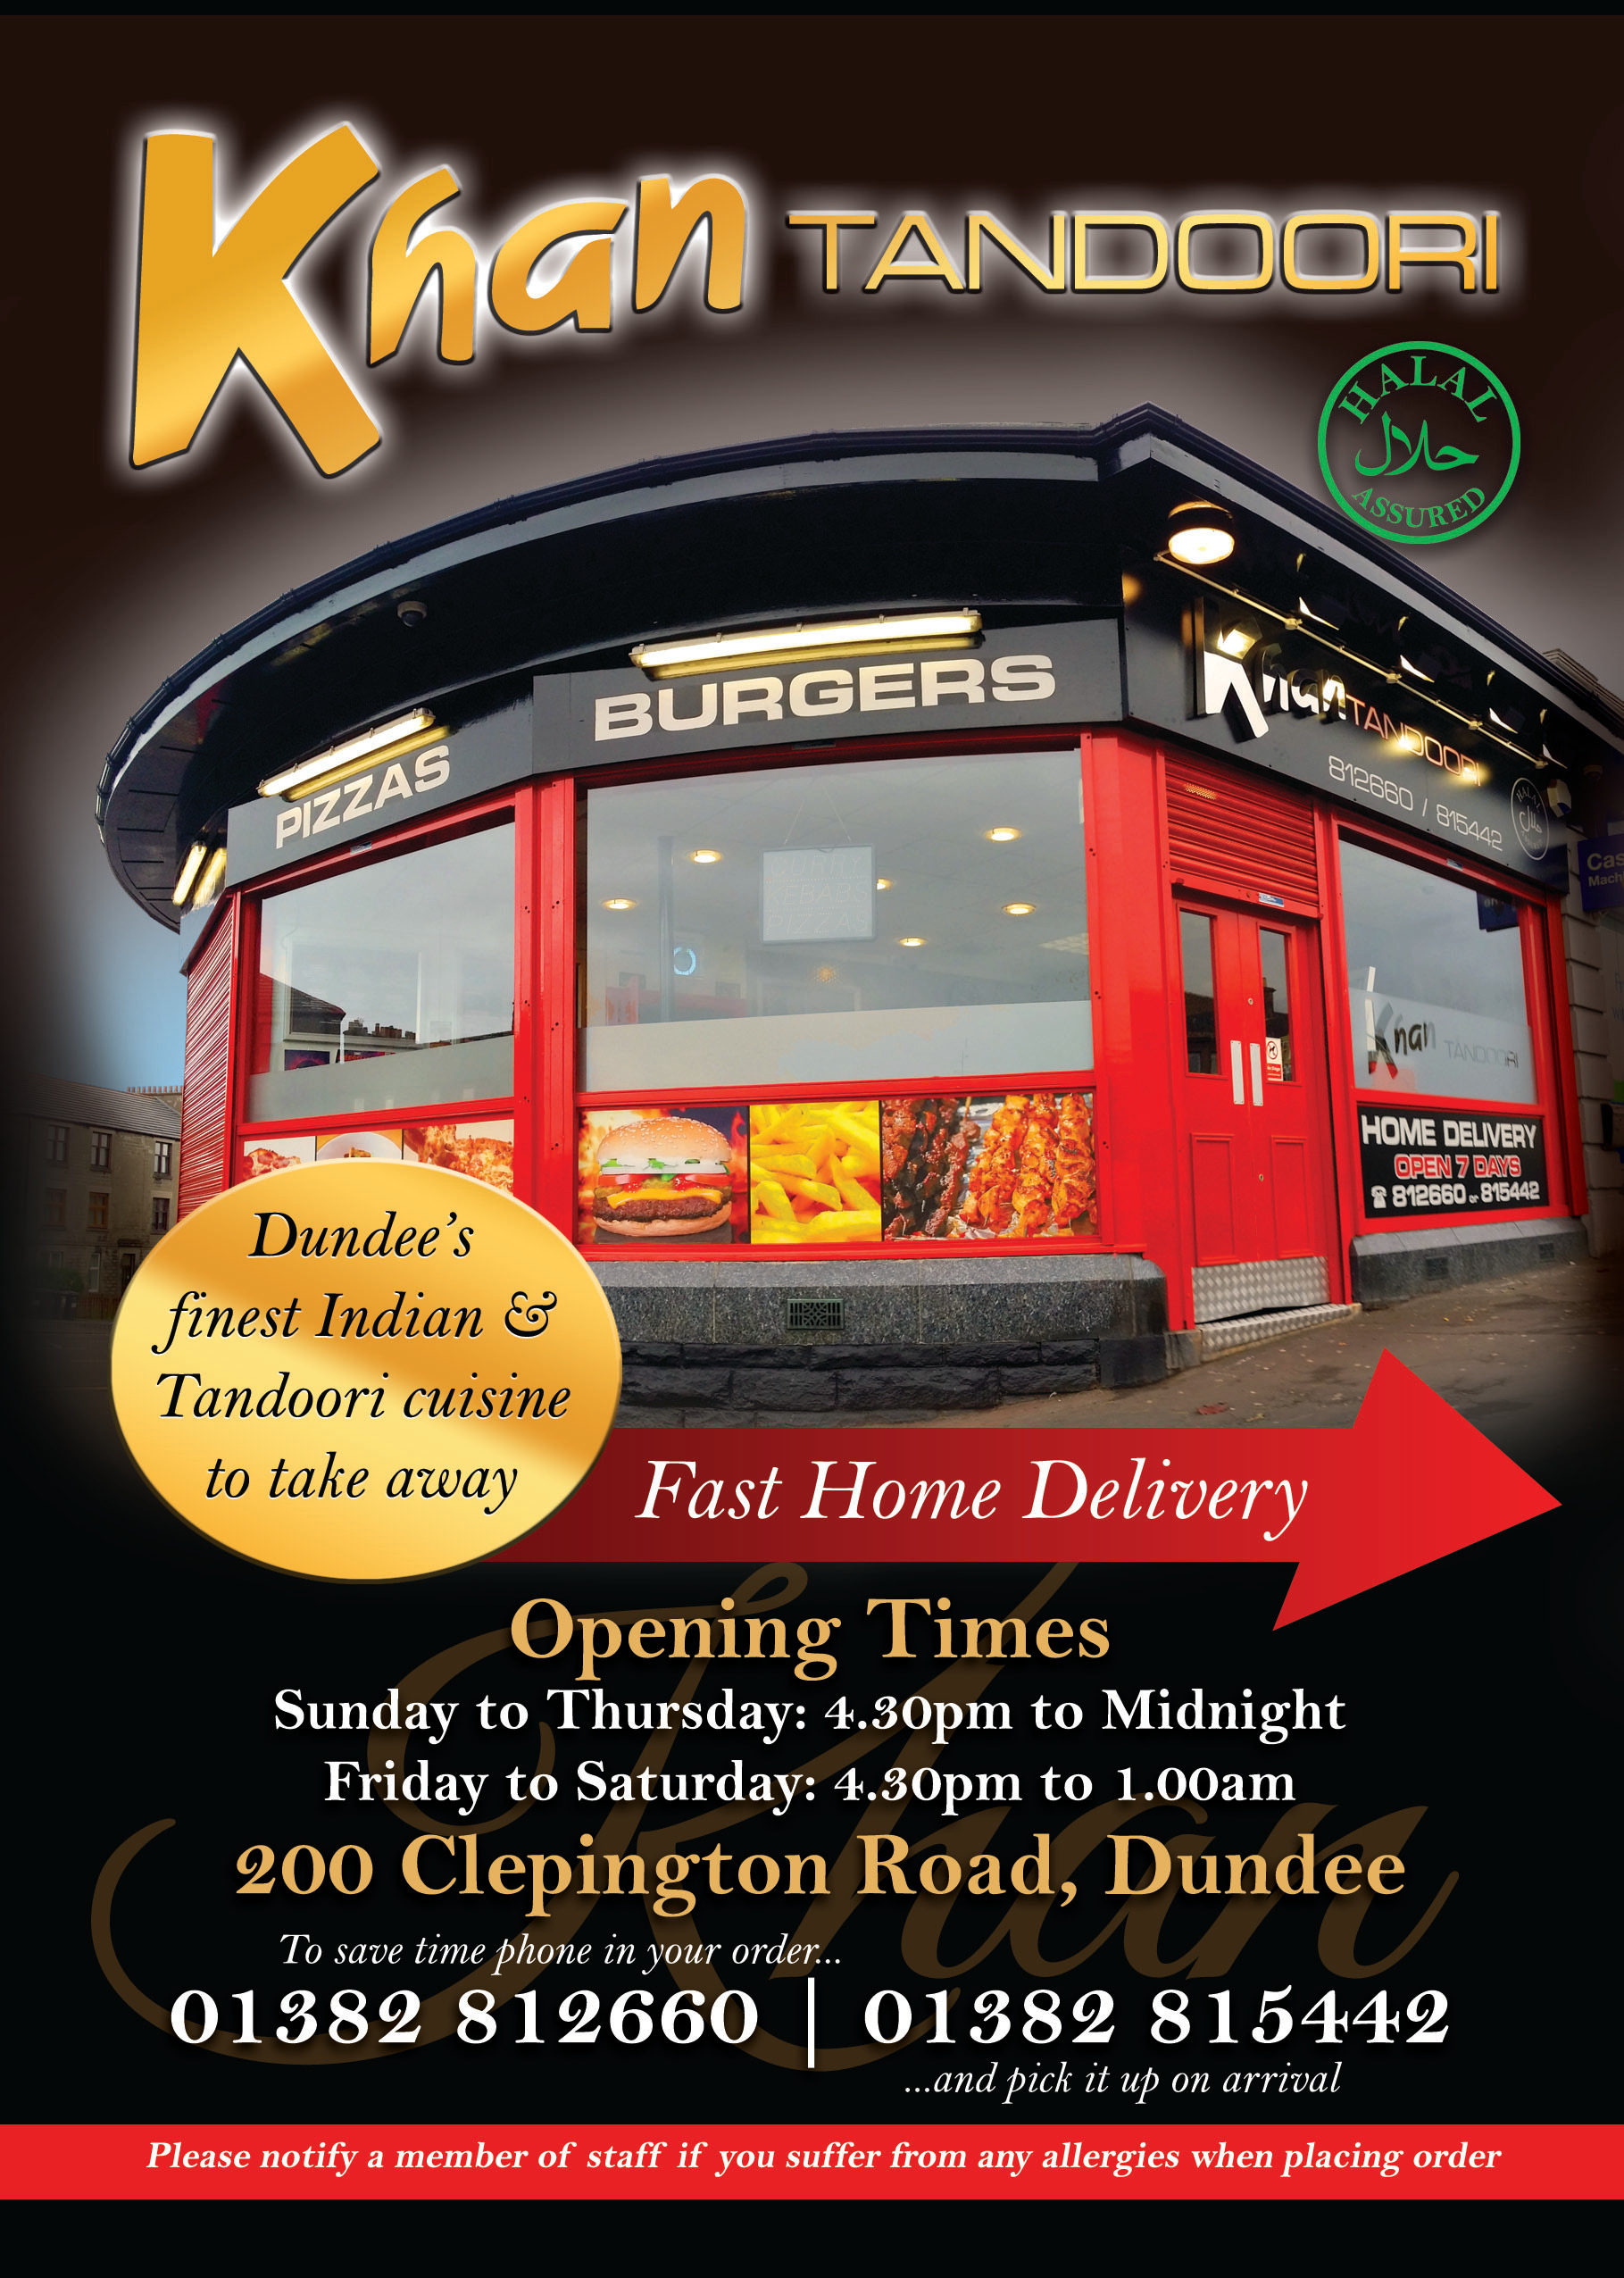 Khan TANDOORI
HALAL
حلال
ASSURED
PIZZAS
BURGERS
Khan TANDOORI
812660 / 815442
HALAL
Khan TANDOORI
HOME DELIVERY
OPEN 7 DAYS
☎ 812660 or 815442
Dundee's
finest Indian &
Tandoori cuisine
to take away
Fast Home Delivery
Opening Times
Sunday to Thursday: 4.30pm to Midnight
Friday to Saturday: 4.30pm to 1.00am
200 Clepington Road, Dundee
To save time phone in your order...
01382 812660 | 01382 815442
...and pick it up on arrival
Please notify a member of staff if you suffer from any allergies when placing order